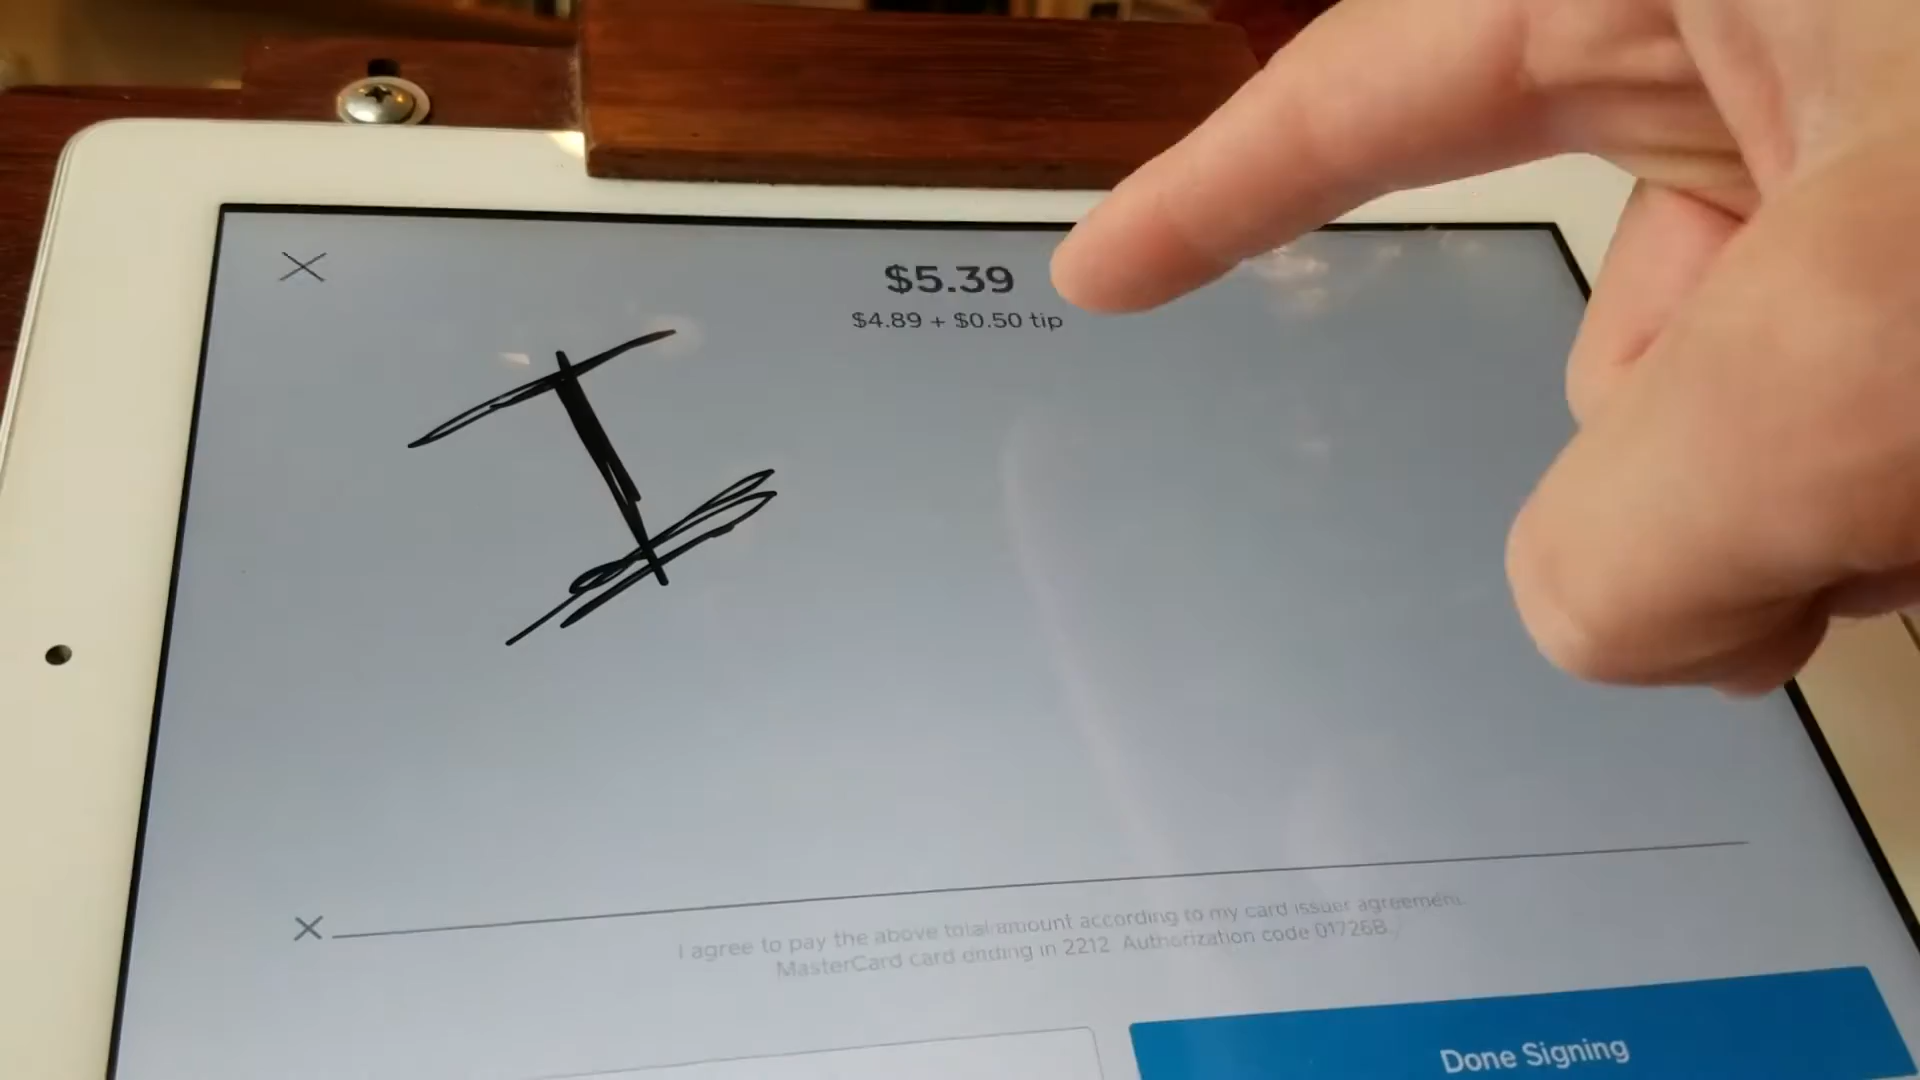 $5.39
$4.89 + $0.50 tip
I
I agree to pay the above total amount according to my card issuer agreement.
MasterCard card ending in 2212 Authorization code 01726B.
Done Signing